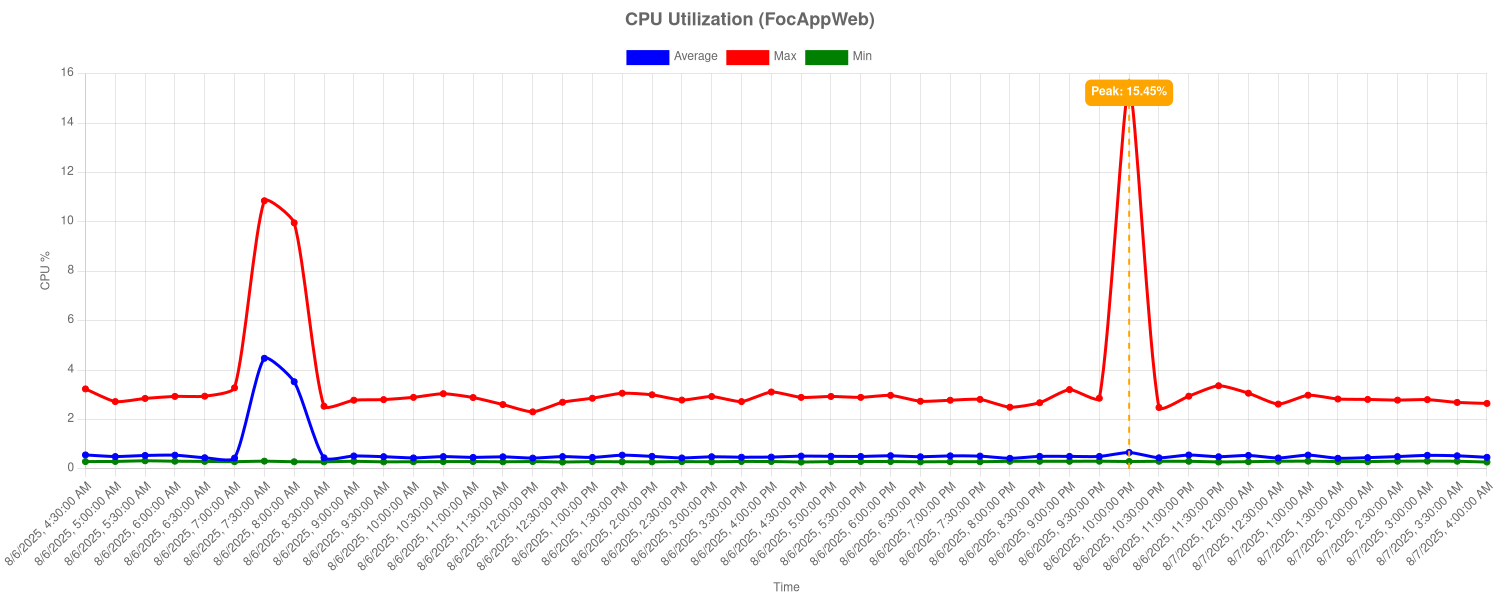 CPU Utilization (FocAppWeb)
Average Max Min
Peak: 15.45%
16
14
12
10
8
6
4
2
0
CPU %
8/6/2025, 4:30:00 AM
8/6/2025, 5:00:00 AM
8/6/2025, 5:30:00 AM
8/6/2025, 6:00:00 AM
8/6/2025, 6:30:00 AM
8/6/2025, 7:00:00 AM
8/6/2025, 7:30:00 AM
8/6/2025, 8:00:00 AM
8/6/2025, 8:30:00 AM
8/6/2025, 9:00:00 AM
8/6/2025, 9:30:00 AM
8/6/2025, 10:00:00 AM
8/6/2025, 10:30:00 AM
8/6/2025, 11:00:00 AM
8/6/2025, 11:30:00 AM
8/6/2025, 12:00:00 PM
8/6/2025, 12:30:00 PM
8/6/2025, 1:00:00 PM
8/6/2025, 1:30:00 PM
8/6/2025, 2:00:00 PM
8/6/2025, 2:30:00 PM
8/6/2025, 3:00:00 PM
8/6/2025, 3:30:00 PM
8/6/2025, 4:00:00 PM
8/6/2025, 4:30:00 PM
8/6/2025, 5:00:00 PM
8/6/2025, 5:30:00 PM
8/6/2025, 6:00:00 PM
8/6/2025, 6:30:00 PM
8/6/2025, 7:00:00 PM
8/6/2025, 7:30:00 PM
8/6/2025, 8:00:00 PM
8/6/2025, 8:30:00 PM
8/6/2025, 9:00:00 PM
8/6/2025, 9:30:00 PM
8/6/2025, 10:00:00 PM
8/6/2025, 10:30:00 PM
8/6/2025, 11:00:00 PM
8/6/2025, 11:30:00 PM
8/7/2025, 12:00:00 AM
8/7/2025, 12:30:00 AM
8/7/2025, 1:00:00 AM
8/7/2025, 1:30:00 AM
8/7/2025, 2:00:00 AM
8/7/2025, 2:30:00 AM
8/7/2025, 3:00:00 AM
8/7/2025, 3:30:00 AM
8/7/2025, 4:00:00 AM
Time